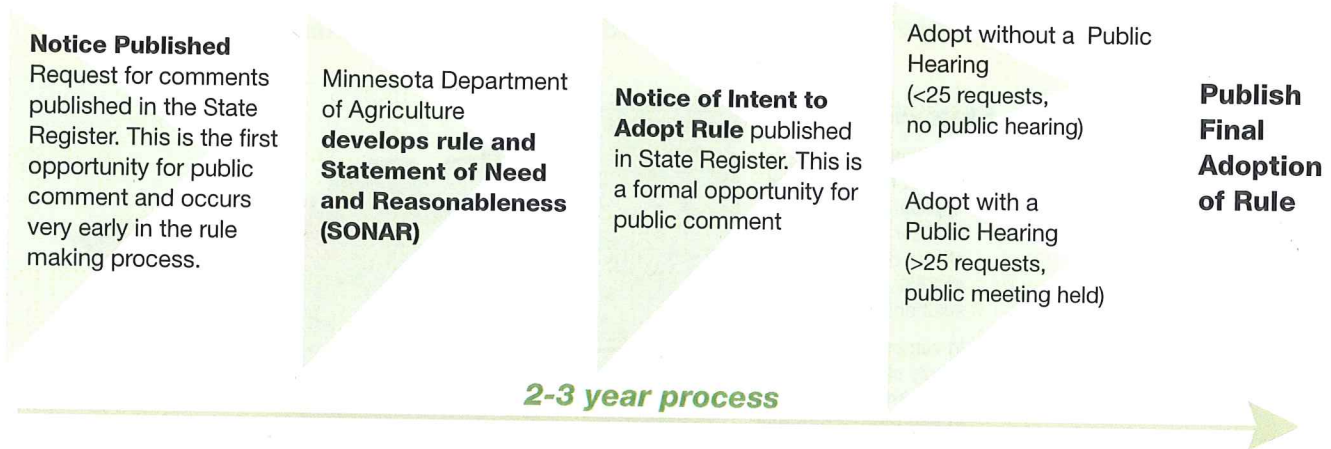 Notice Published
Request for comments
published in the State
Register. This is the first
opportunity for public
comment and occurs
very early in the rule
making process.
Minnesota Department
of Agriculture
develops rule and
Statement of Need
and Reasonableness
(SONAR)
Notice of Intent to
Adopt Rule published
in State Register. This is
a formal opportunity for
public comment
Adopt without a Public
Hearing
(<25 requests,
no public hearing)
Adopt with a
Public Hearing
(>25 requests,
public meeting held)
Publish
Final
Adoption
of Rule
2-3 year process